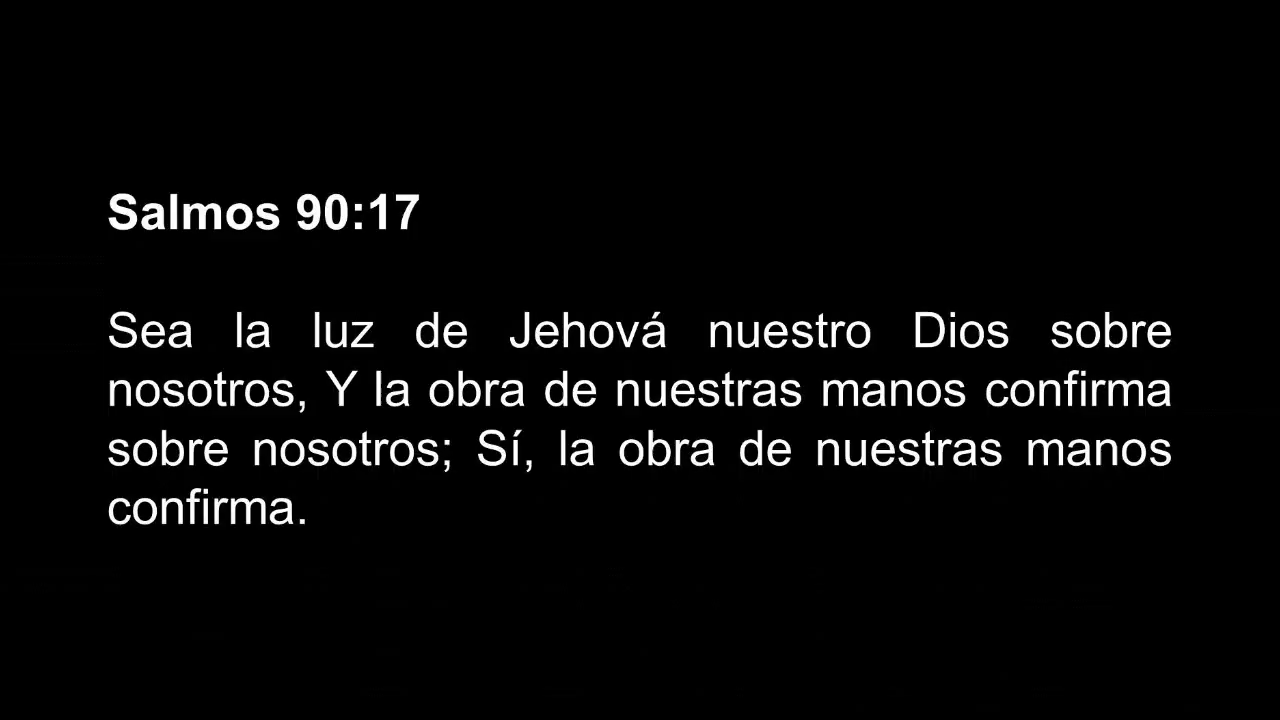 Salmos 90:17
Sea la luz de Jehová nuestro Dios sobre
nosotros, Y la obra de nuestras manos confirma
sobre nosotros; Sí, la obra de nuestras manos
confirma.